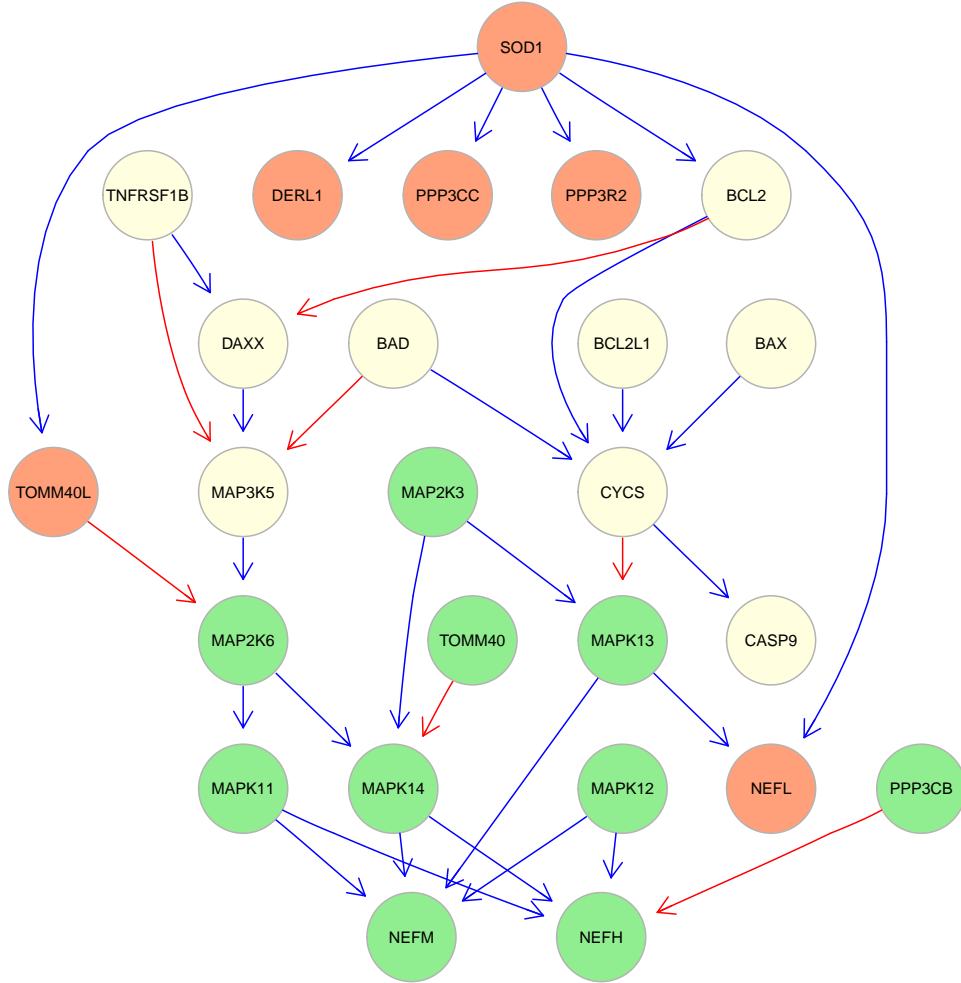 SOD1
TNFRSF1B
DERL1
PPP3CC
PPP3R2
BCL2
DAXX
BAD
BCL2L1
BAX
TOMM40L
MAP3K5
MAP2K3
CYCS
MAP2K6
TOMM40
MAPK13
CASP9
MAPK11
MAPK14
MAPK12
NEFL
PPP3CB
NEFM
NEFH